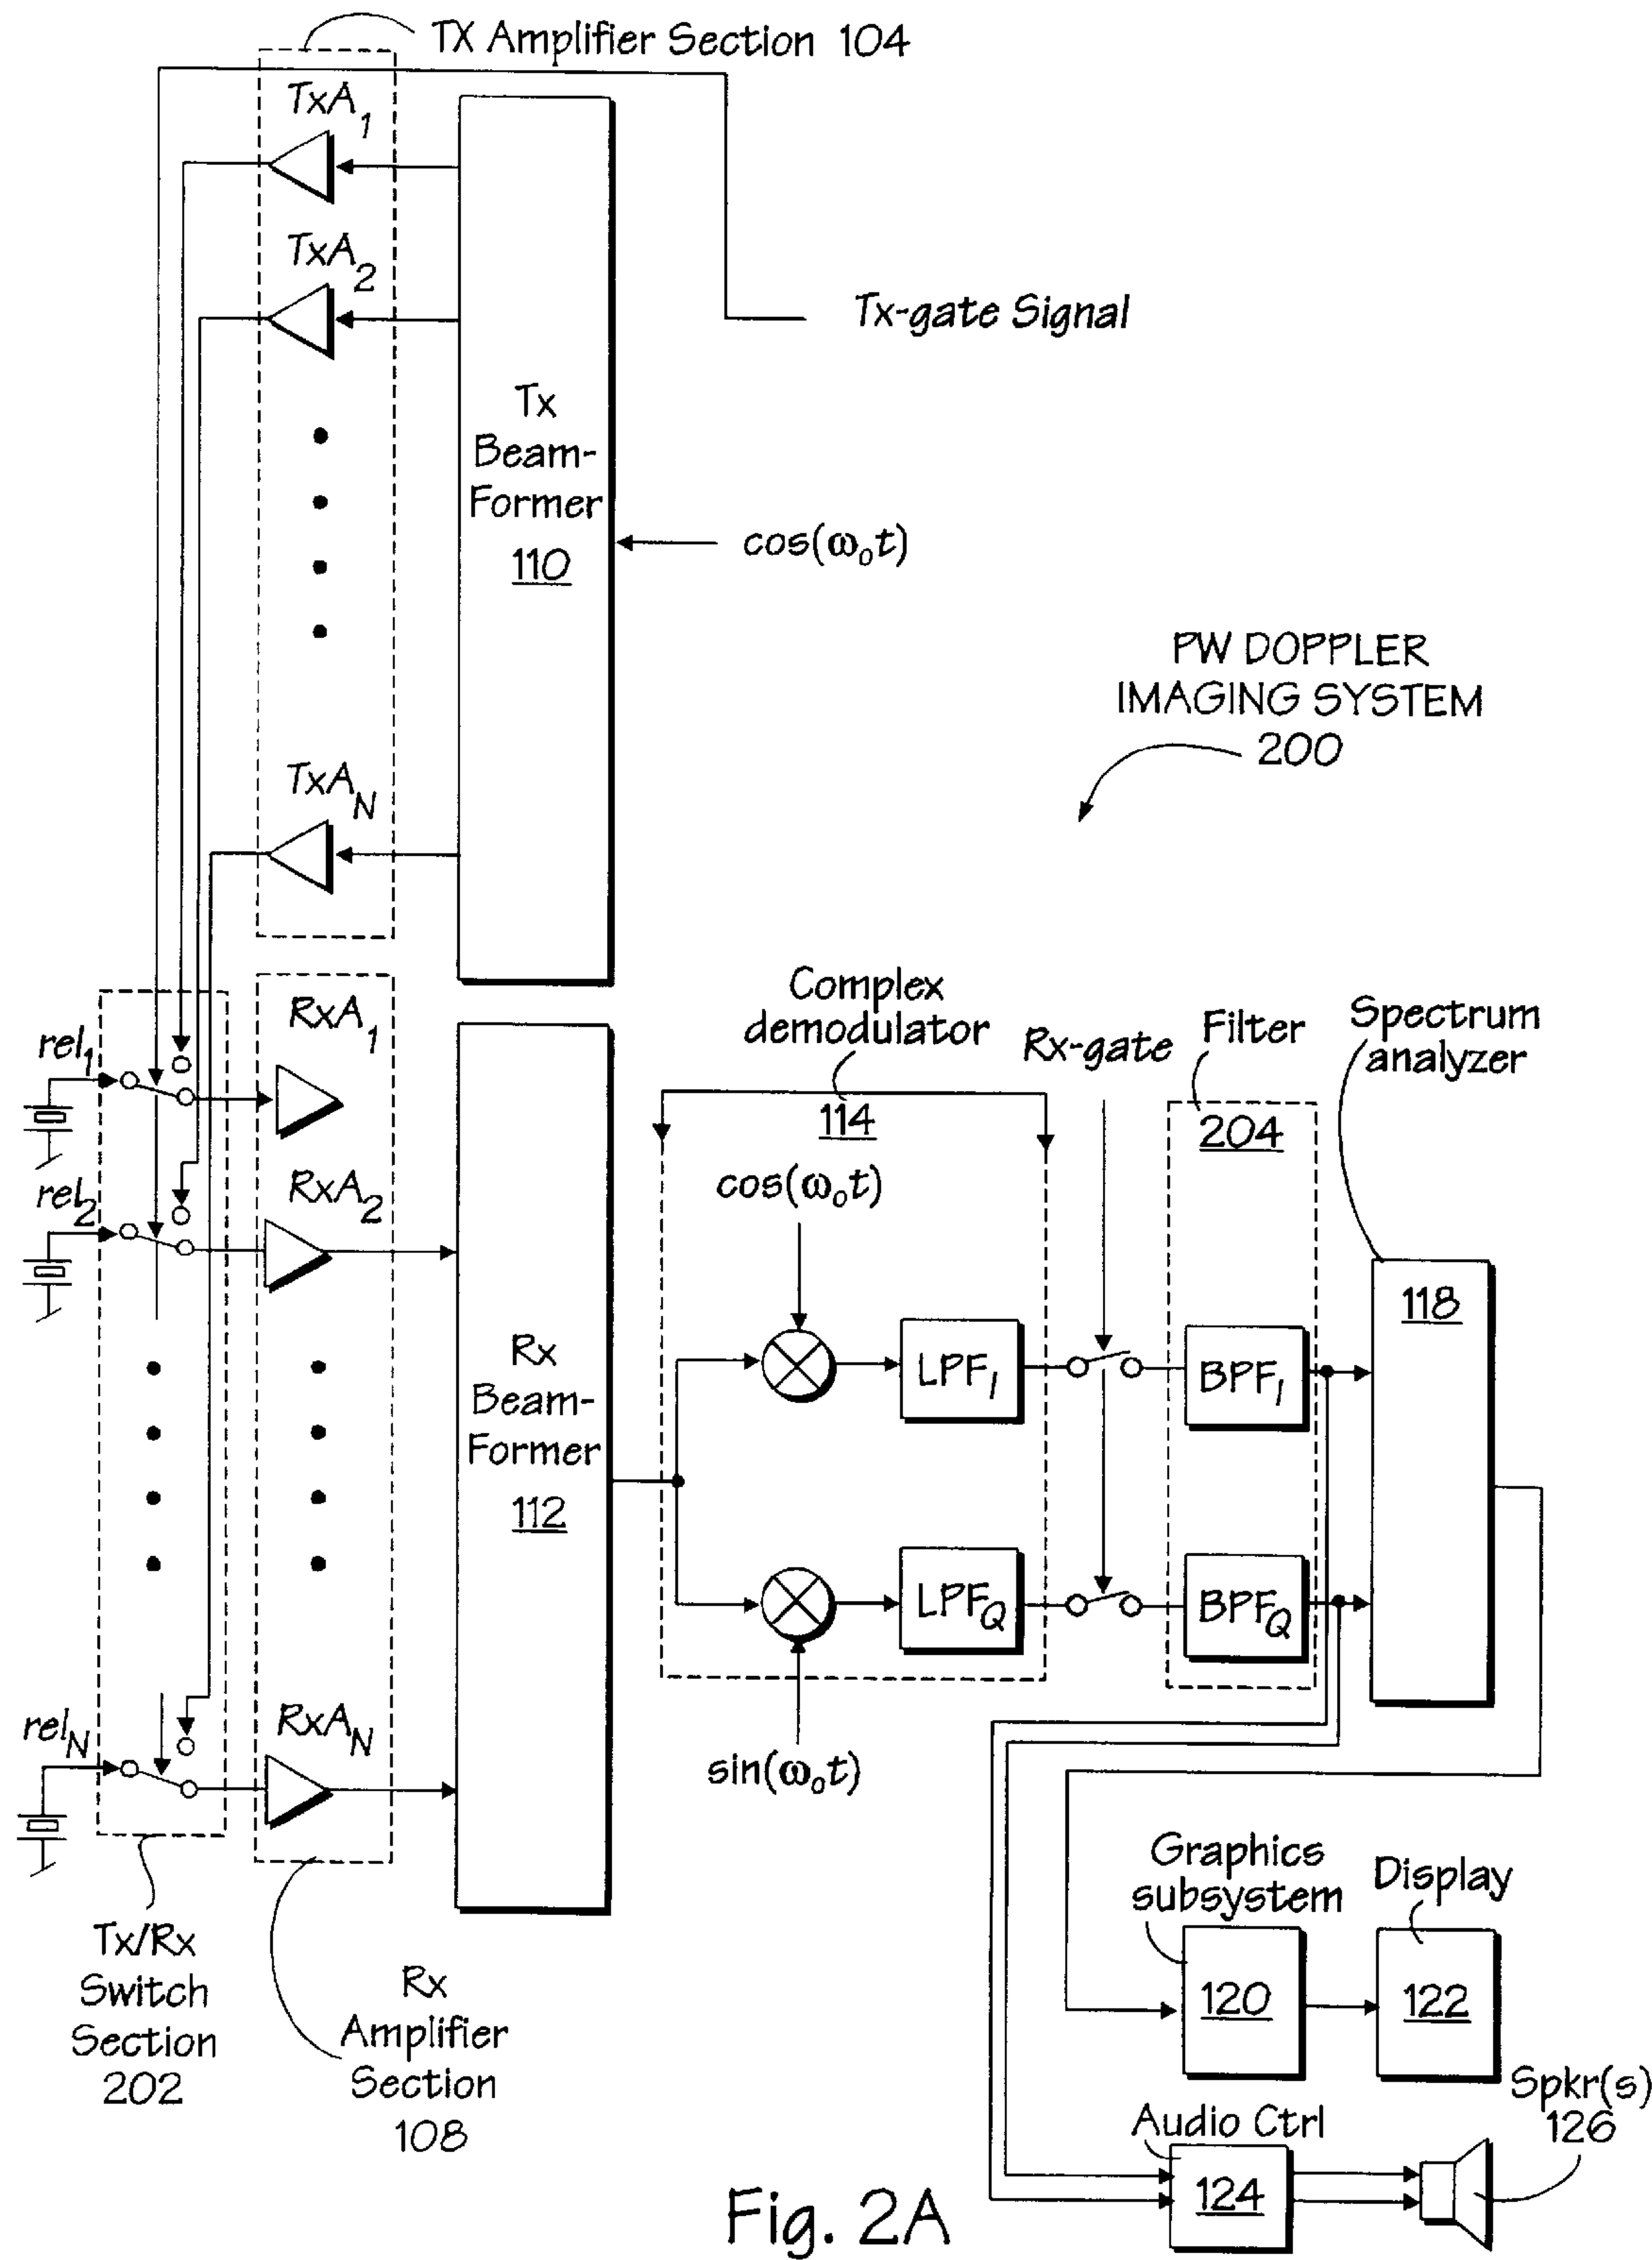 TX Amplifier Section 104
TxA1
TxA2
Tx-gate Signal
Tx
Beam-
Former
110
cos(ω₀t)
PW DOPPLER
IMAGING SYSTEM
200
TxAN
Complex
demodulator
114
Rx-gate
Filter
204
Spectrum
analyzer
rel1
RxA1
rel2
RxA2
cos(ω₀t)
118
Rx
Beam-
Former
112
LPFI
BPFI
LPFQ
BPFQ
relN
RxAN
sin(ω₀t)
Tx/Rx
Switch
Section
202
Rx
Amplifier
Section
108
Graphics
subsystem
120
Display
122
Spkr(s)
126
Audio Ctrl
124
Fig. 2A